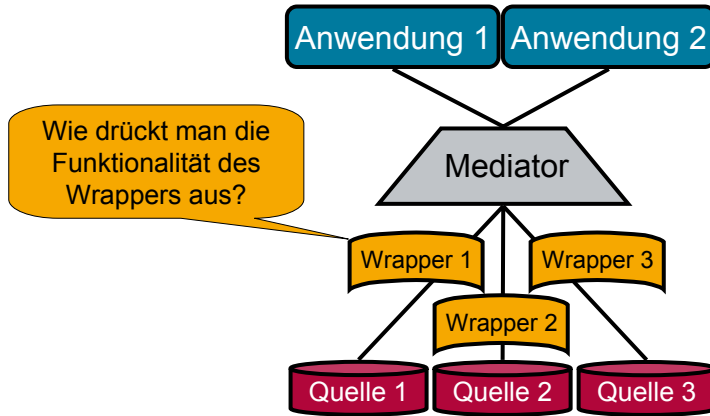 Anwendung 1
Anwendung 2
Wie drückt man die
Funktionalität des
Wrappers aus?
Mediator
Wrapper 1
Wrapper 3
Wrapper 2
Quelle 1
Quelle 2
Quelle 3